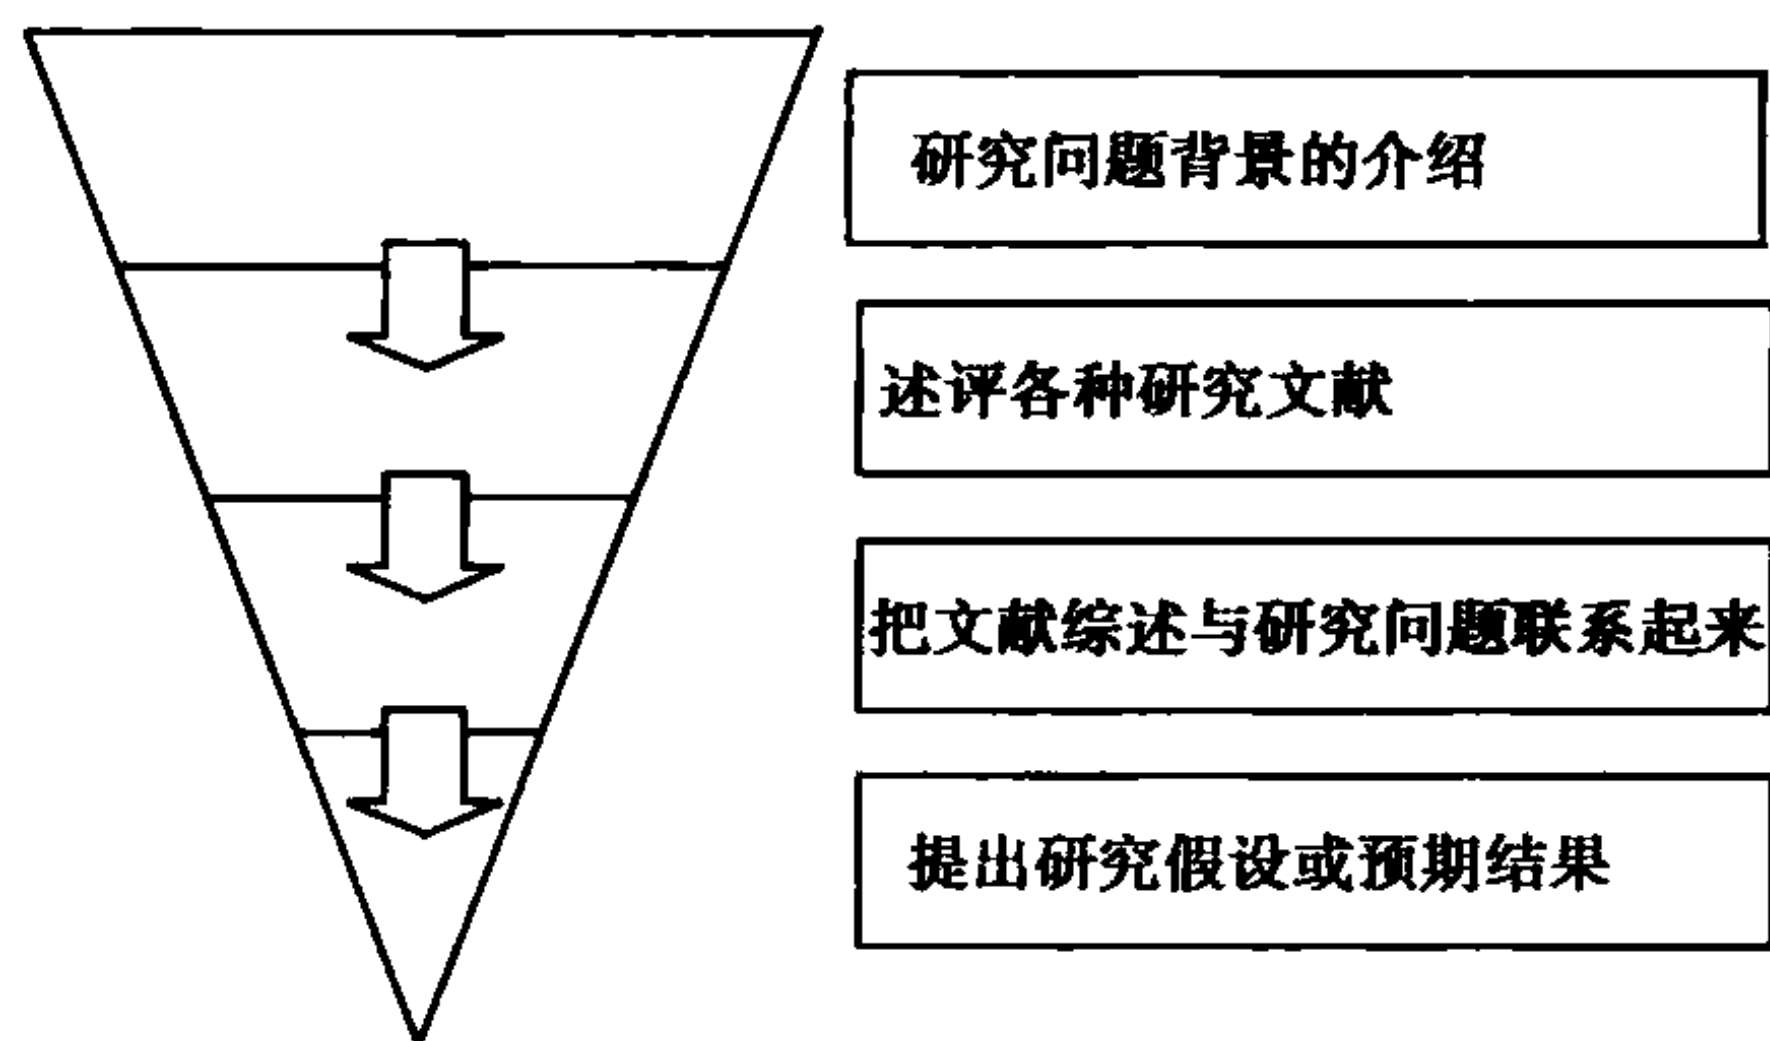 研究问题背景的介绍
述评各种研究文献
把文献综述与研究问题联系起来
提出研究假设或预期结果